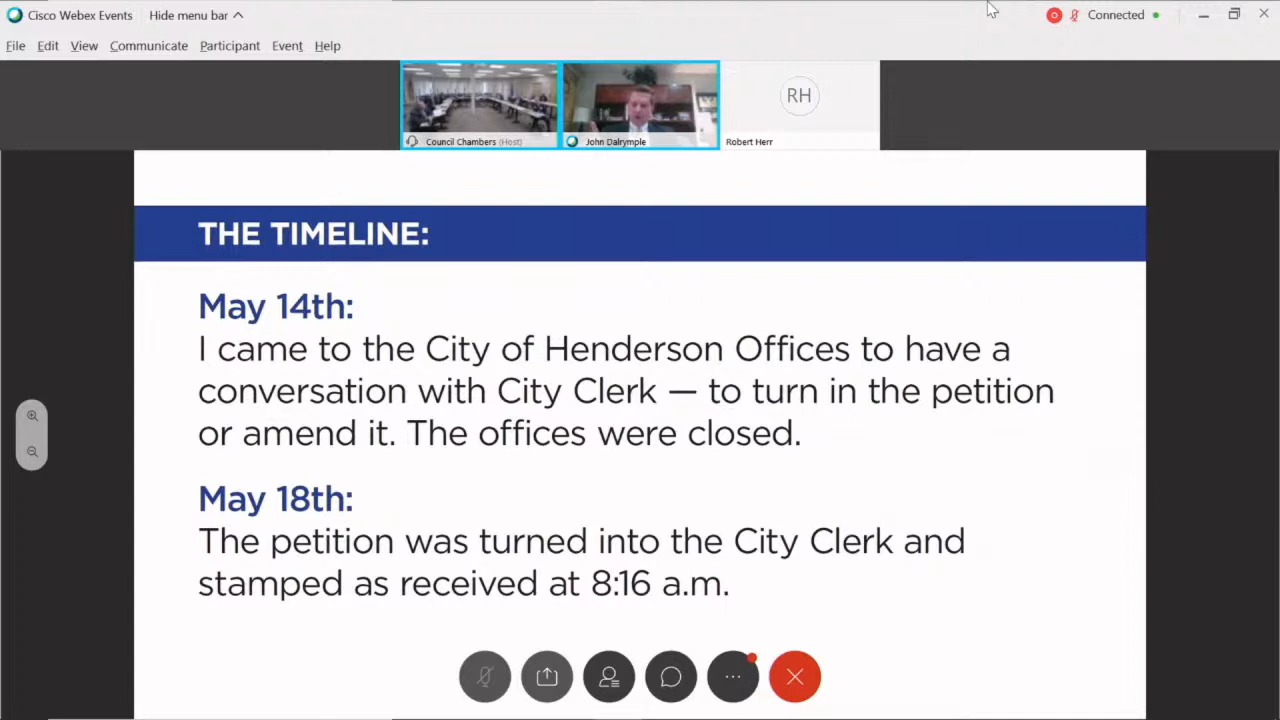 Cisco Webex Events
Hide menu bar
Connected
File Edit View Communicate Participant Event Help
RH
Council Chambers (Host)
John Dalrymple
Robert Herr
THE TIMELINE:
May 14th:
I came to the City of Henderson Offices to have a
conversation with City Clerk — to turn in the petition
or amend it. The offices were closed.
May 18th:
The petition was turned into the City Clerk and
stamped as received at 8:16 a.m.